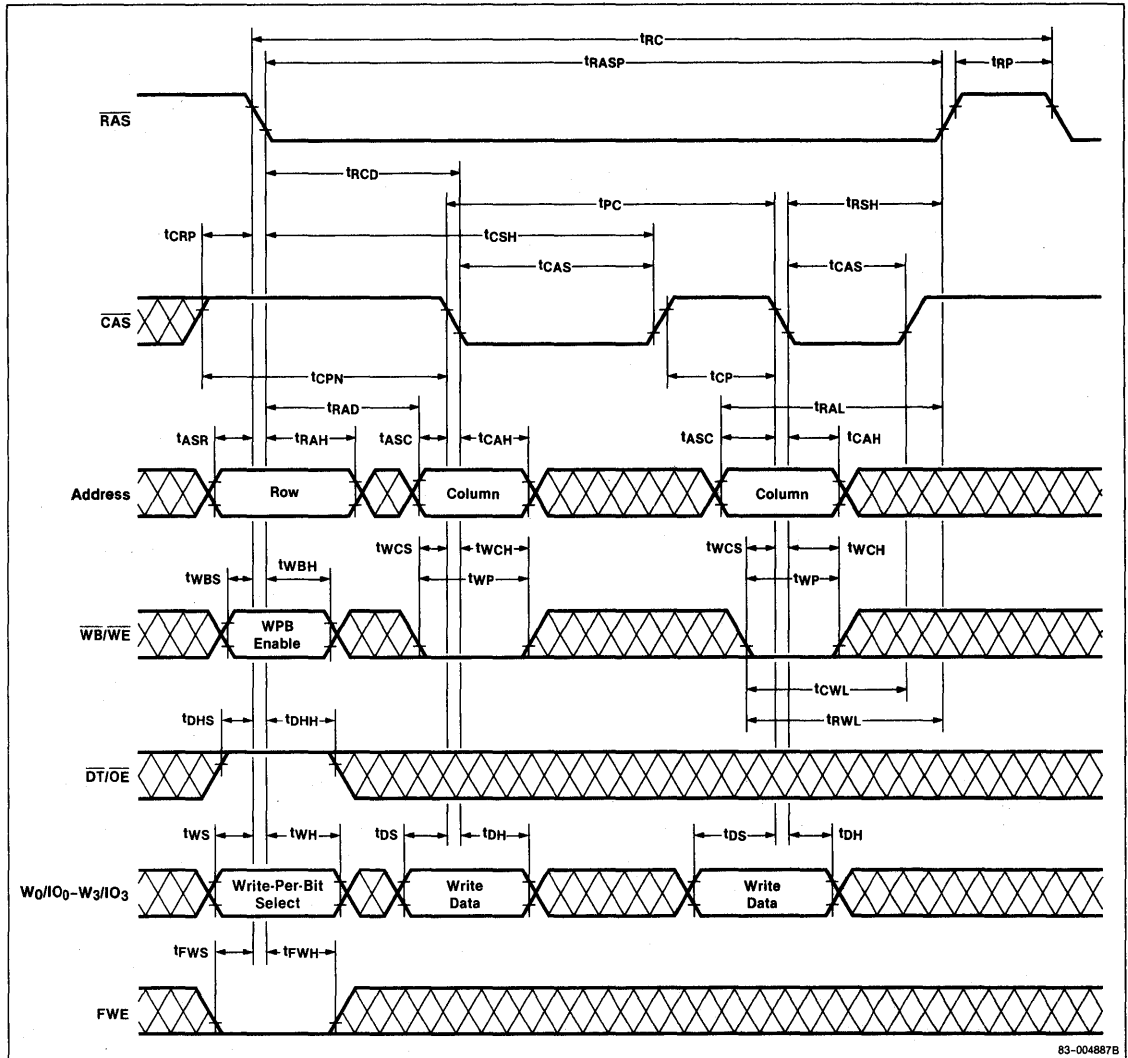 tRC
tRASP
tRP
RAS
tRCD
tPC
tRSH
tCRP
tCSH
tCAS
tCAS
CAS
tCPN
tCP
tRAD
tRAL
tASR
tRAH
tASC
tCAH
tASC
tCAH
Address
Row
Column
Column
tWCS
tWCH
tWCS
tWCH
tWBS
tWBH
tWP
tWP
WB/WE
WPB
Enable
tCWL
tRWL
tDHS
tDHH
DT/OE
tWS
tWH
tDS
tDH
tDS
tDH
W0/IO0-W3/IO3
Write-Per-Bit
Select
Write
Data
Write
Data
tFWS
tFWH
FWE
83-004887B